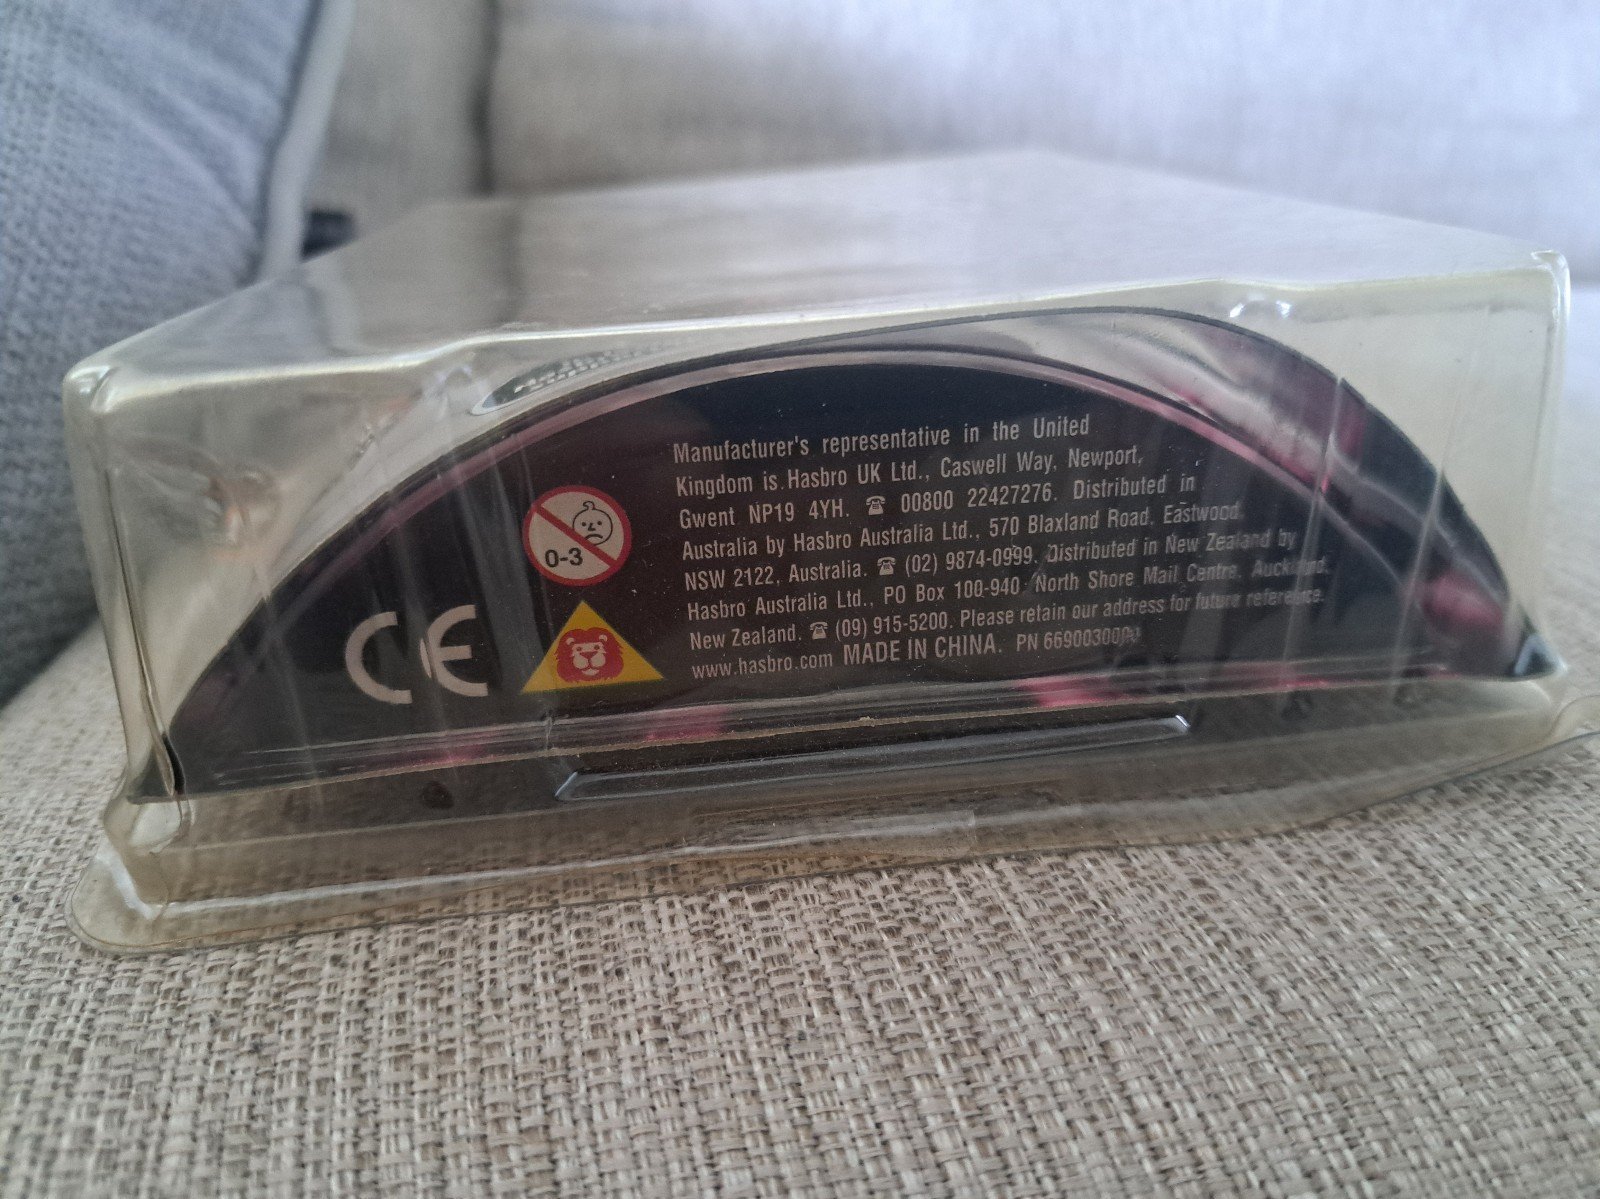 Manufacturer's representative in the United
Kingdom is Hasbro UK Ltd., Caswell Way, Newport,
Gwent NP19 4YH. ☎ 00800 22427276. Distributed in
Australia by Hasbro Australia Ltd., 570 Blaxland Road, Eastwood,
NSW 2122, Australia. ☎ (02) 9874-0999. Distributed in New Zealand by
Hasbro Australia Ltd., PO Box 100-940 North Shore Mail Centre, Auckland,
New Zealand. ☎ (09) 915-5200. Please retain our address for future reference.
www.hasbro.com MADE IN CHINA. PN 6690030000
0-3
CE